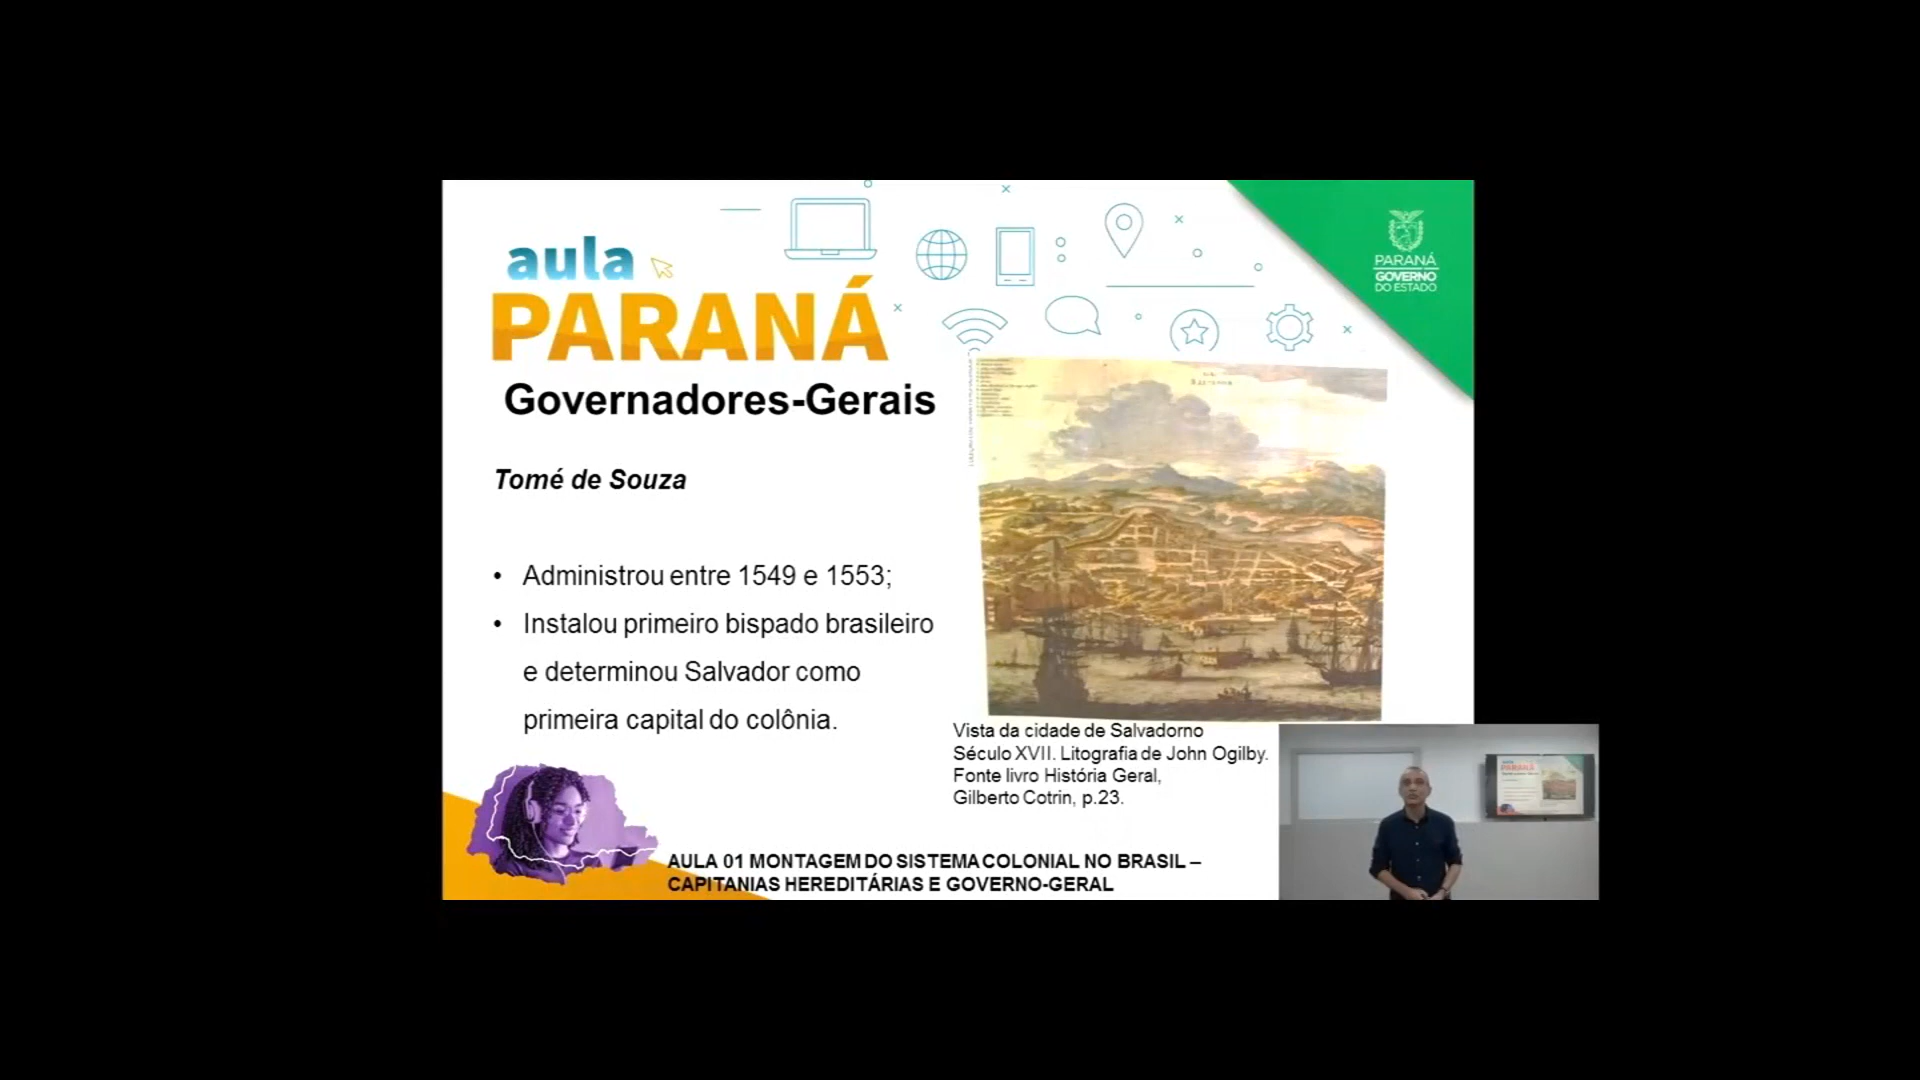 aula
PARANÁ
PARANÁ
GOVERNO
DO ESTADO
Governadores-Gerais
Tomé de Souza
• Administrou entre 1549 e 1553;
• Instalou primeiro bispado brasileiro
e determinou Salvador como
primeira capital do colônia.
Vista da cidade de Salvadorno
Século XVII. Litografia de John Ogilby.
Fonte livro História Geral,
Gilberto Cotrin, p.23.
AULA 01 MONTAGEM DO SISTEMA COLONIAL NO BRASIL –
CAPITANIAS HEREDITÁRIAS E GOVERNO-GERAL
PARANÁ